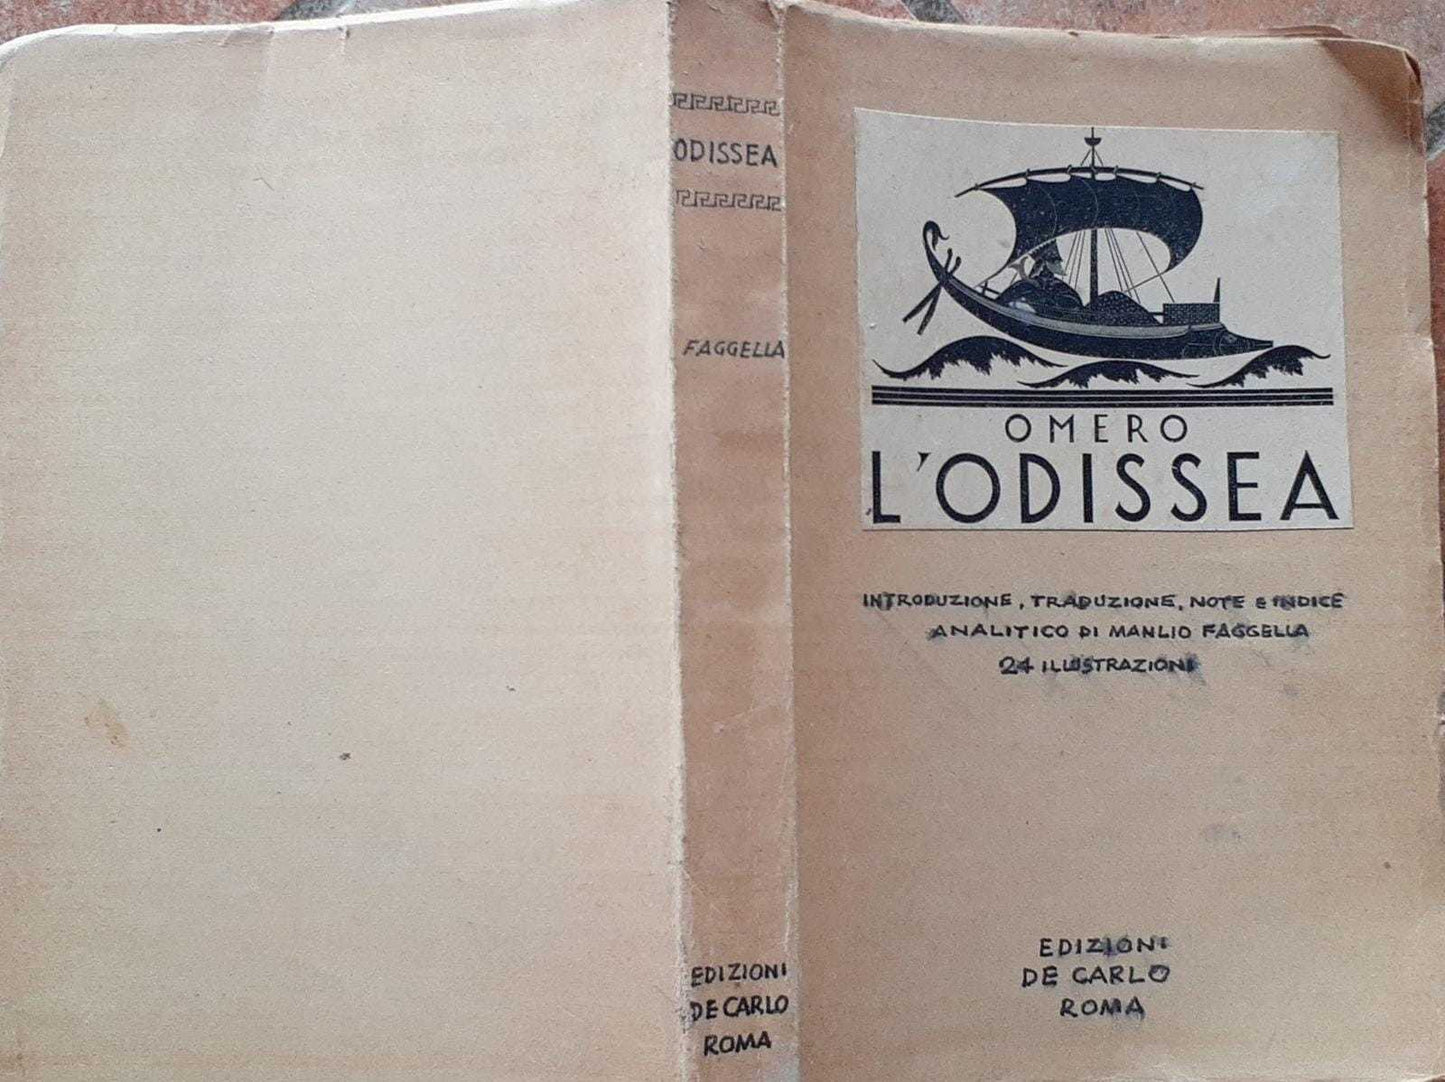 ODISSEA
FAGGELLA
EDIZIONI
DE CARLO
ROMA
OMERO
L'ODISSEA
INTRODUZIONE, TRADUZIONE, NOTE E INDICE
ANALITICO DI MANLIO FAGGELLA
24 ILLUSTRAZIONI
EDIZIONI
DE CARLO
ROMA